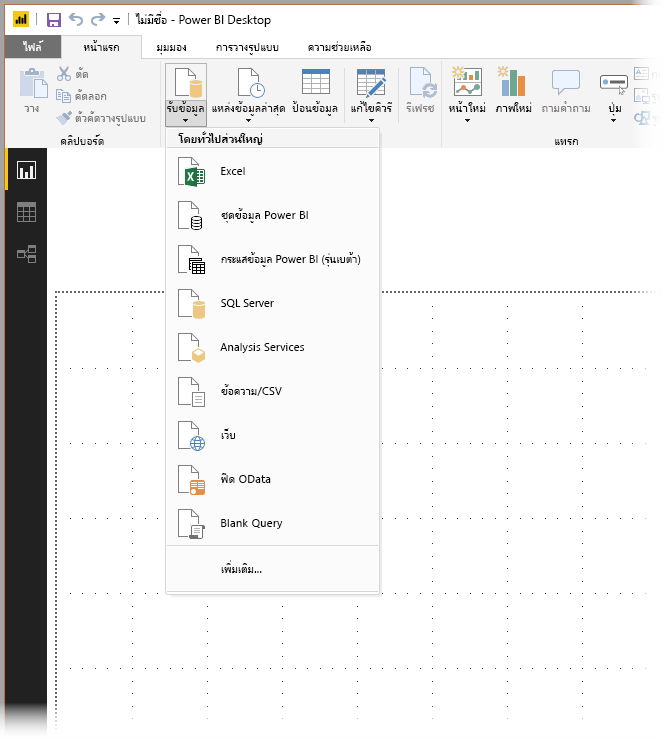 ไม่มีชื่อ - Power BI Desktop
ไฟล์ หน้าแรก มุมมอง การวางรูปแบบ ความช่วยเหลือ
วาง
ตัด
คัดลอก
ตัวคัดวางรูปแบบ
คลิปบอร์ด
รับข้อมูล
แหล่งข้อมูลล่าสุด
ป้อนข้อมูล
แก้ไขคิวรี
รีเฟรช
หน้าใหม่
ภาพใหม่
ถามคำถาม
ปุ่ม
แทรก
โดยทั่วไปส่วนใหญ่
Excel
ชุดข้อมูล Power BI
กระแสข้อมูล Power BI (รุ่นเบต้า)
SQL Server
Analysis Services
ข้อความ/CSV
เว็บ
ฟีด OData
Blank Query
เพิ่มเติม...